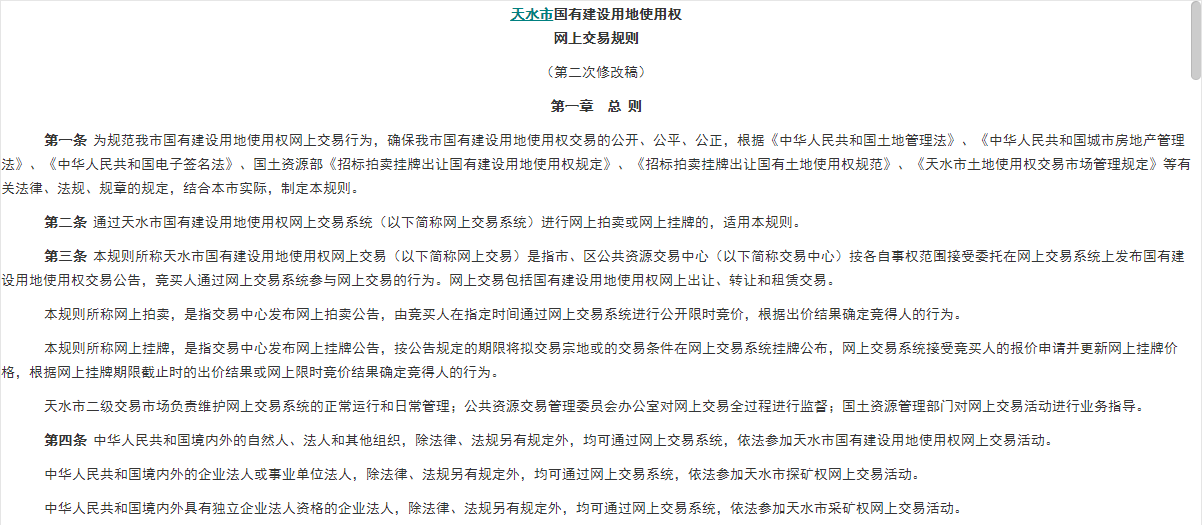 天水市国有建设用地使用权
网上交易规则
（第二次修改稿）
第一章 总 则
第一条 为规范我市国有建设用地使用权网上交易行为，确保我市国有建设用地使用权交易的公开、公平、公正，根据《中华人民共和国土地管理法》、《中华人民共和国城市房地产管理
法》、《中华人民共和国电子签名法》、国土资源部《招标拍卖挂牌出让国有建设用地使用权规定》、《招标拍卖挂牌出让国有土地使用权规范》、《天水市土地使用权交易市场管理规定》等有
关法律、法规、规章的规定，结合本市实际，制定本规则。
第二条 通过天水市国有建设用地使用权网上交易系统（以下简称网上交易系统）进行网上拍卖或网上挂牌的，适用本规则。
第三条 本规则所称天水市国有建设用地使用权网上交易（以下简称网上交易）是指市、区公共资源交易中心（以下简称交易中心）按各自事权范围接受委托在网上交易系统上发布国有建
设用地使用权交易公告，竞买人通过网上交易系统参与网上交易的行为。网上交易包括国有建设用地使用权网上出让、转让和租赁交易。
本规则所称网上拍卖，是指交易中心发布网上拍卖公告，由竞买人在指定时间通过网上交易系统进行公开限时竞价，根据出价结果确定竞得人的行为。
本规则所称网上挂牌，是指交易中心发布网上挂牌公告，按公告规定的期限将拟交易宗地或的交易条件在网上交易系统挂牌公布，网上交易系统接受竞买人的报价申请并更新网上挂牌价
格，根据网上挂牌期限截止时的出价结果或网上限时竞价结果确定竞得人的行为。
天水市二级交易市场负责维护网上交易系统的正常运行和日常管理；公共资源交易管理委员会办公室对网上交易全过程进行监督；国土资源管理部门对网上交易活动进行业务指导。
第四条 中华人民共和国境内外的自然人、法人和其他组织，除法律、法规另有规定外，均可通过网上交易系统，依法参加天水市国有建设用地使用权网上交易活动。
中华人民共和国境内外的企业法人或事业单位法人，除法律、法规另有规定外，均可通过网上交易系统，依法参加天水市探矿权网上交易活动。
中华人民共和国境内外具有独立企业法人资格的企业法人，除法律、法规另有规定外，均可通过网上交易系统，依法参加天水市采矿权网上交易活动。